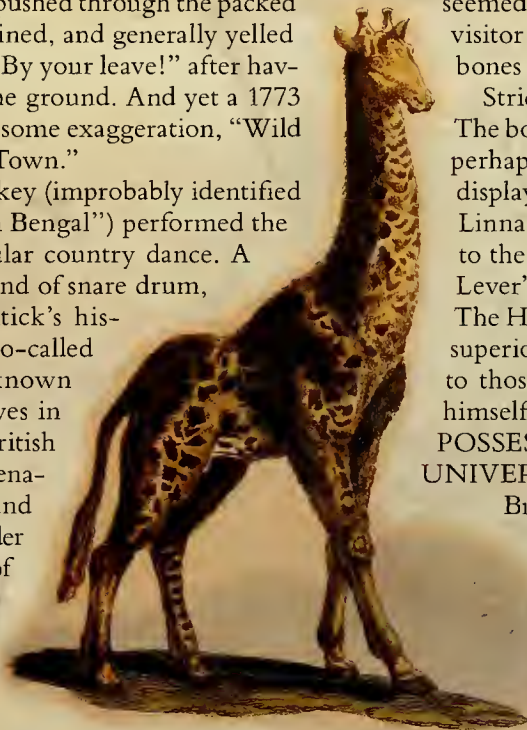 pushed through the packed
ined, and generally yelled
By your leave!” after hav-
ne ground. And yet a 1773
some exaggeration, “Wild
Town.”
key (improbably identified
n Bengal”) performed the
ular country dance. A
nd of snare drum,
tick's his-
o-called
known
ves in
ritish
ena-
nd
ler
of
seemed
visitor
bones
Stric
The bo
perhap
display
Linna
to the
Lever’
The H
superio
to thos
himself
POSSES
UNIVER
Br